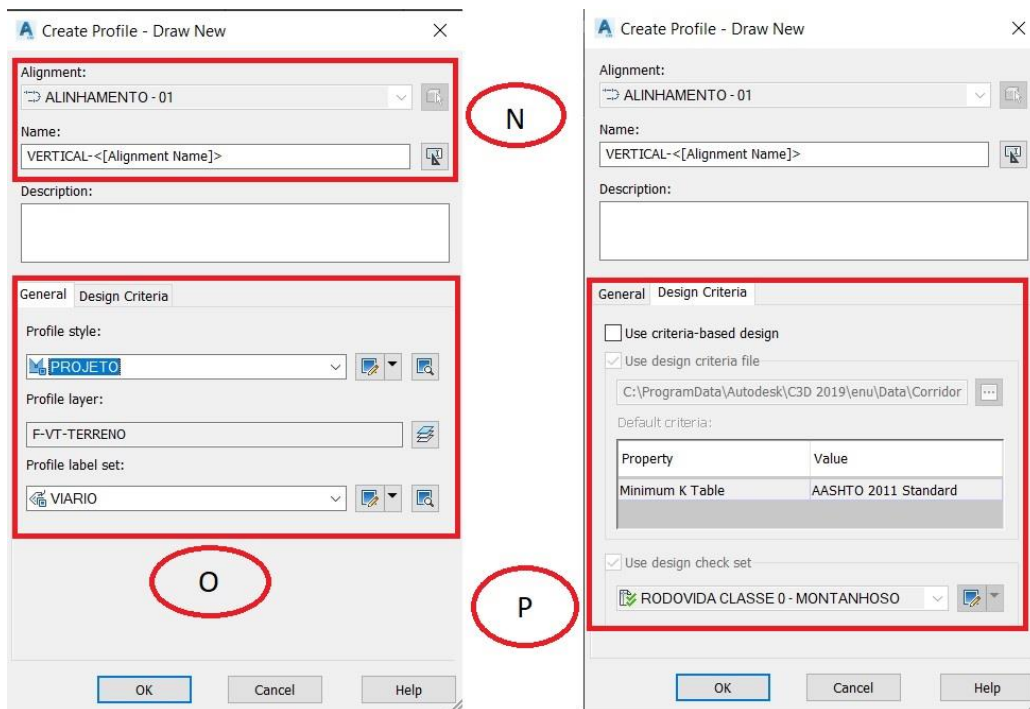 Create Profile - Draw New
Alignment:
ALINHAMENTO - 01
Name:
VERTICAL-<[Alignment Name]>
Description:
General Design Criteria
Profile style:
PROJETO
Profile layer:
F-VT-TERRENO
Profile label set:
VIARIO
O
OK Cancel Help
N
P
Create Profile - Draw New
Alignment:
ALINHAMENTO - 01
Name:
VERTICAL-<[Alignment Name]>
Description:
General Design Criteria
Use criteria-based design
Use design criteria file
C:\ProgramData\Autodesk\C3D 2019\enu\Data\Corridor
Default criteria:
Property Value
Minimum K Table AASHTO 2011 Standard
Use design check set
RODOVIDA CLASSE 0 - MONTANHOSO
OK Cancel Help